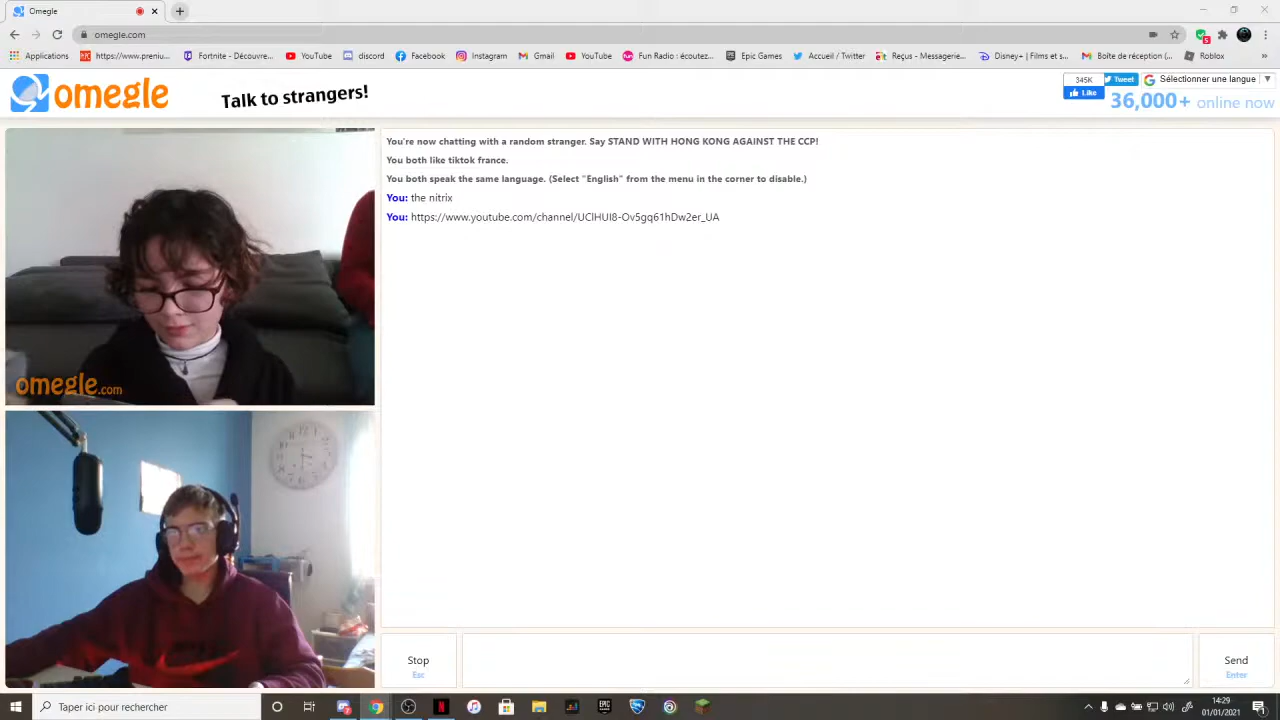 Omegle
omegle.com
Applications
https://www.preniu...
Fortnite - Découvre...
YouTube
discord
Facebook
Instagram
Gmail
YouTube
Fun Radio : écoutez...
Epic Games
Accueil / Twitter
Reçus - Messagerie...
Disney+ | Films et ...
Boîte de réception (...
Roblox
omegle
Talk to strangers!
345K
Like
Tweet
Sélectionner une langue
36,000+ online now
You're now chatting with a random stranger. Say STAND WITH HONG KONG AGAINST THE CCP!
You both like tiktok france.
You both speak the same language. (Select "English" from the menu in the corner to disable.)
You: the nitrix
You: https://www.youtube.com/channel/UClHUI8-Ov5gq61hDw2er_UA
omegle.com
Stop
Esc
Send
Enter
Taper ici pour rechercher
14:29
01/01/2021